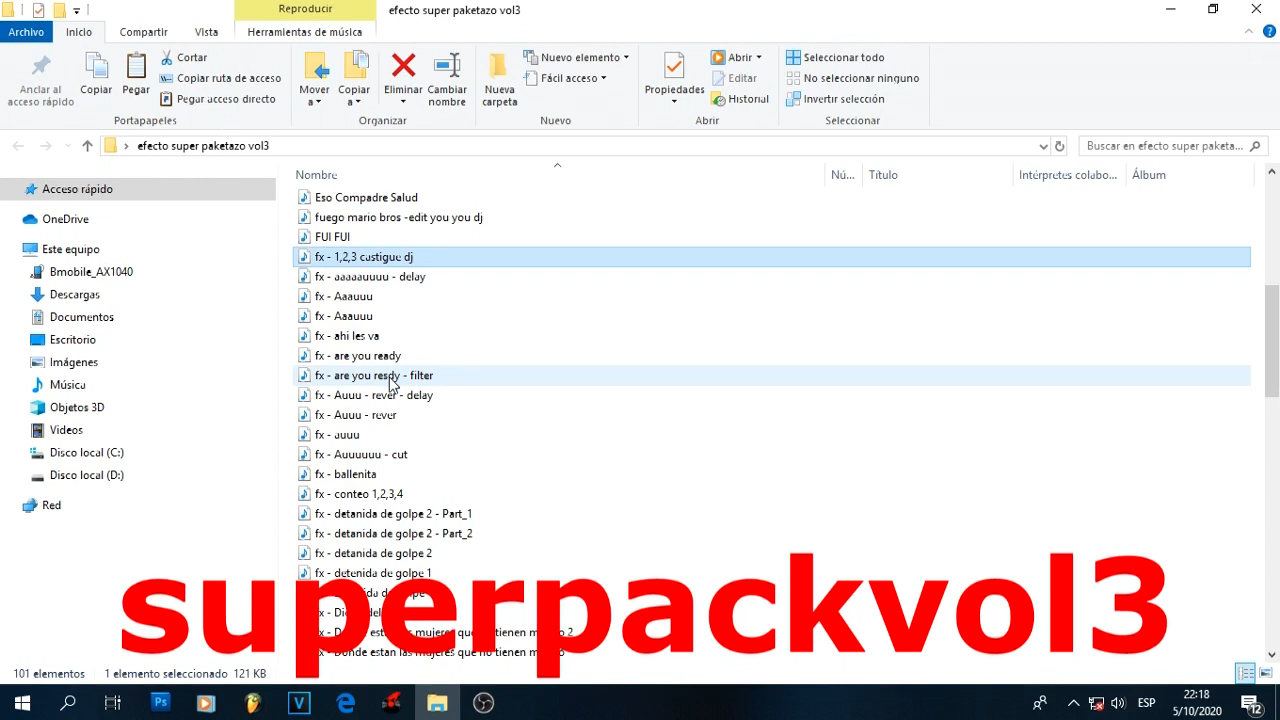 Reproducir
efecto super paketazo vol3
Archivo
Inicio
Compartir
Vista
Herramientas de música
Anclar al acceso rápido
Copiar
Pegar
Cortar
Copiar ruta de acceso
Pegar acceso directo
Portapapeles
Mover a
Copiar a
Eliminar
Cambiar nombre
Organizar
Nueva carpeta
Nuevo elemento
Fácil acceso
Nuevo
Propiedades
Abrir
Editar
Historial
Abrir
Seleccionar todo
No seleccionar ninguno
Invertir selección
Seleccionar
efecto super paketazo vol3
Buscar en efecto super paketa...
Nombre
Nú...
Título
Intérpretes colabo...
Álbum
Acceso rápido
OneDrive
Este equipo
Bmobile_AX1040
Descargas
Documentos
Escritorio
Imágenes
Música
Objetos 3D
Videos
Disco local (C:)
Disco local (D:)
Red
Eso Compadre Salud
fuego mario bros -edit you you dj
FUI FUI
fx - 1,2,3 castigue dj
fx - aaaaauuuu - delay
fx - Aaauuu
fx - Aaauuu
fx - ahi les va
fx - are you ready
fx - are you ready - filter
fx - Auuu - rever - delay
fx - Auuu - rever
fx - auuu
fx - Auuuuuu - cut
fx - ballenita
fx - conteo 1,2,3,4
fx - detanida de golpe 2 - Part_1
fx - detanida de golpe 2 - Part_2
fx - detanida de golpe 2
fx - detenida de golpe 1
superpackvol3
101 elementos
1 elemento seleccionado 121 KB
ESP
22:18
5/10/2020
12